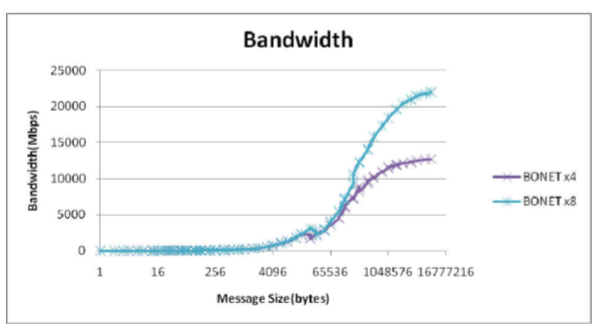 Bandwidth
Bandwidth(Mbps)
25000
20000
15000
10000
5000
0
1 16 256 4096 65536 1048576 16777216
Message Size(bytes)
BONET x4
BONET x8